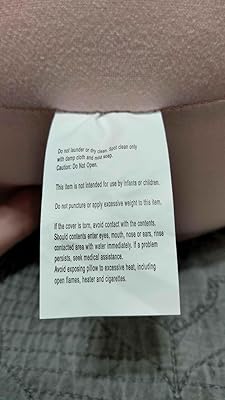 Do not launder or dry clean. Spot clean only
with damp cloth and mild soap.
Caution: Do Not Open.
This item is not intended for use by infants or children.
Do not puncture or apply excessive weight to this item.
If the cover is torn, avoid contact with the contents.
Should contents enter eyes, mouth, nose or ears, rinse
contacted area with water immediately. If a problem
persists, seek medical assistance.
Avoid exposing pillow to excessive heat, including
open flames, heater and cigarettes.